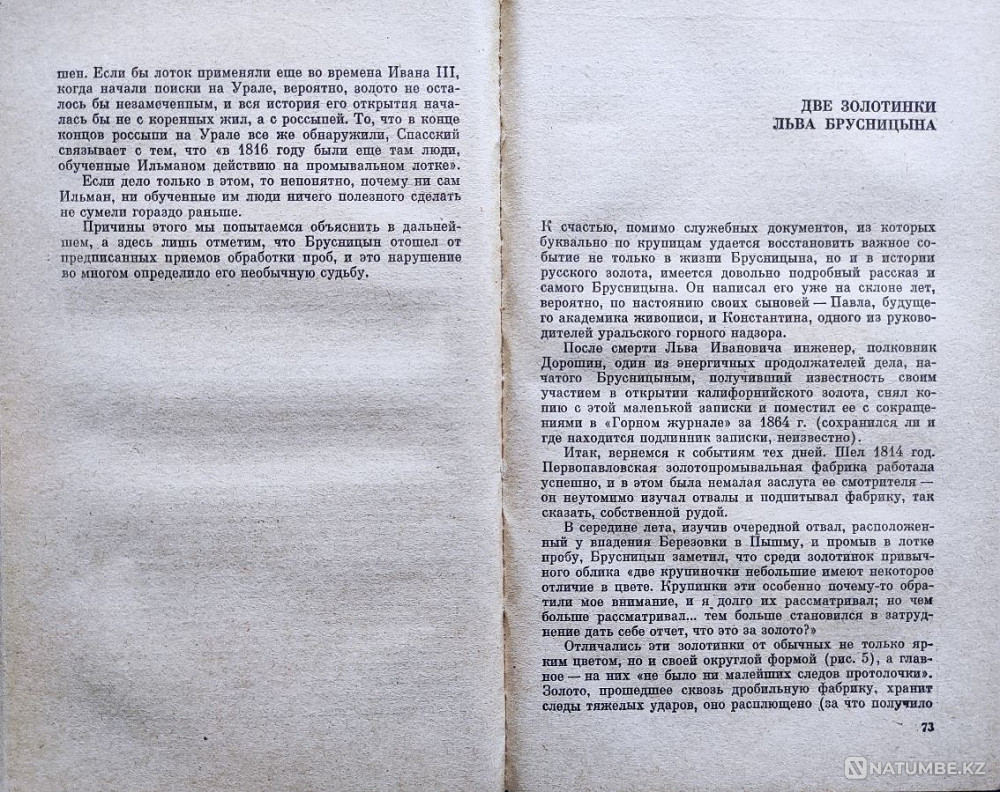 шен. Если бы лоток применяли еще во времена Ивана III,
когда начали поиски на Урале, вероятно, золото не оста-
лось бы незамеченным, и вся история его открытия нача-
лась бы не с коренных жил, а с россыпей. То, что в конце
концов россыпи на Урале все же обнаружили, Спасский
связывает с тем, что «в 1816 году были еще там люди,
обученные Ильманом действию на промывальном лотке».
Если дело только в этом, то непонятно, почему ни сам
Ильман, ни обученные им люди ничего полезного сделать
не сумели гораздо раньше.
Причины этого мы попытаемся объяснить в дальней-
шем, а здесь лишь отметим, что Брусницын отошел от
предписанных приемов обработки проб, и это нарушение
во многом определило его необычную судьбу.
ДВЕ ЗОЛОТИНКИ
ЛЬВА БРУСНИЦЫНА
К счастью, помимо служебных документов, из которых
буквально по крупицам удается восстановить важное со-
бытие не только в жизни Брусницына, но и в истории
русского золота, имеется довольно подробный рассказ и
самого Брусницына. Он написал его уже на склоне лет,
вероятно, по настоянию своих сыновей — Павла, будуще-
го академика живописи, и Константина, одного из руко-
водителей уральского горного надзора.
После смерти Льва Ивановича инженер, полковник
Дорошин, один из энергичных продолжателей дела, на-
чатого Брусницыным, получивший известность своим
участием в открытии калифорнийского золота, снял ко-
пию с этой маленькой записки и поместил ее с сокраще-
ниями в «Горном журнале» за 1864 г. (сохранился ли и
где находится подлинник записки, неизвестно).
Итак, вернемся к событиям тех дней. Шел 1814 год.
Первопавловская золотопромывальная фабрика работала
успешно, и в этом была немалая заслуга ее смотрителя —
он неутомимо изучал отвалы и подпитывал фабрику, так
сказать, собственной рудой.
В середине лета, изучив очередной отвал, расположен-
ный у впадения Березовки в Пышму, и промыв в лотке
пробу, Брусницын заметил, что среди золотинок привыч-
ного облика «две крупиночки небольшие имеют некоторое
отличие в цвете. Крупинки эти особенно почему-то обра-
тили мое внимание, и я долго их рассматривал; но чем
больше рассматривал... тем больше становился в затруд-
нение дать себе отчет, что это за золото?»
Отличались эти золотинки от обычных не только яр-
ким цветом, но и своей округлой формой (рис. 5), а глав-
ное — на них «не было ни малейших следов протолочки».
Золото, прошедшее сквозь дробильную фабрику, хранит
следы тяжелых ударов, оно расплющено (за что получило
73
NATUMBE.KZ